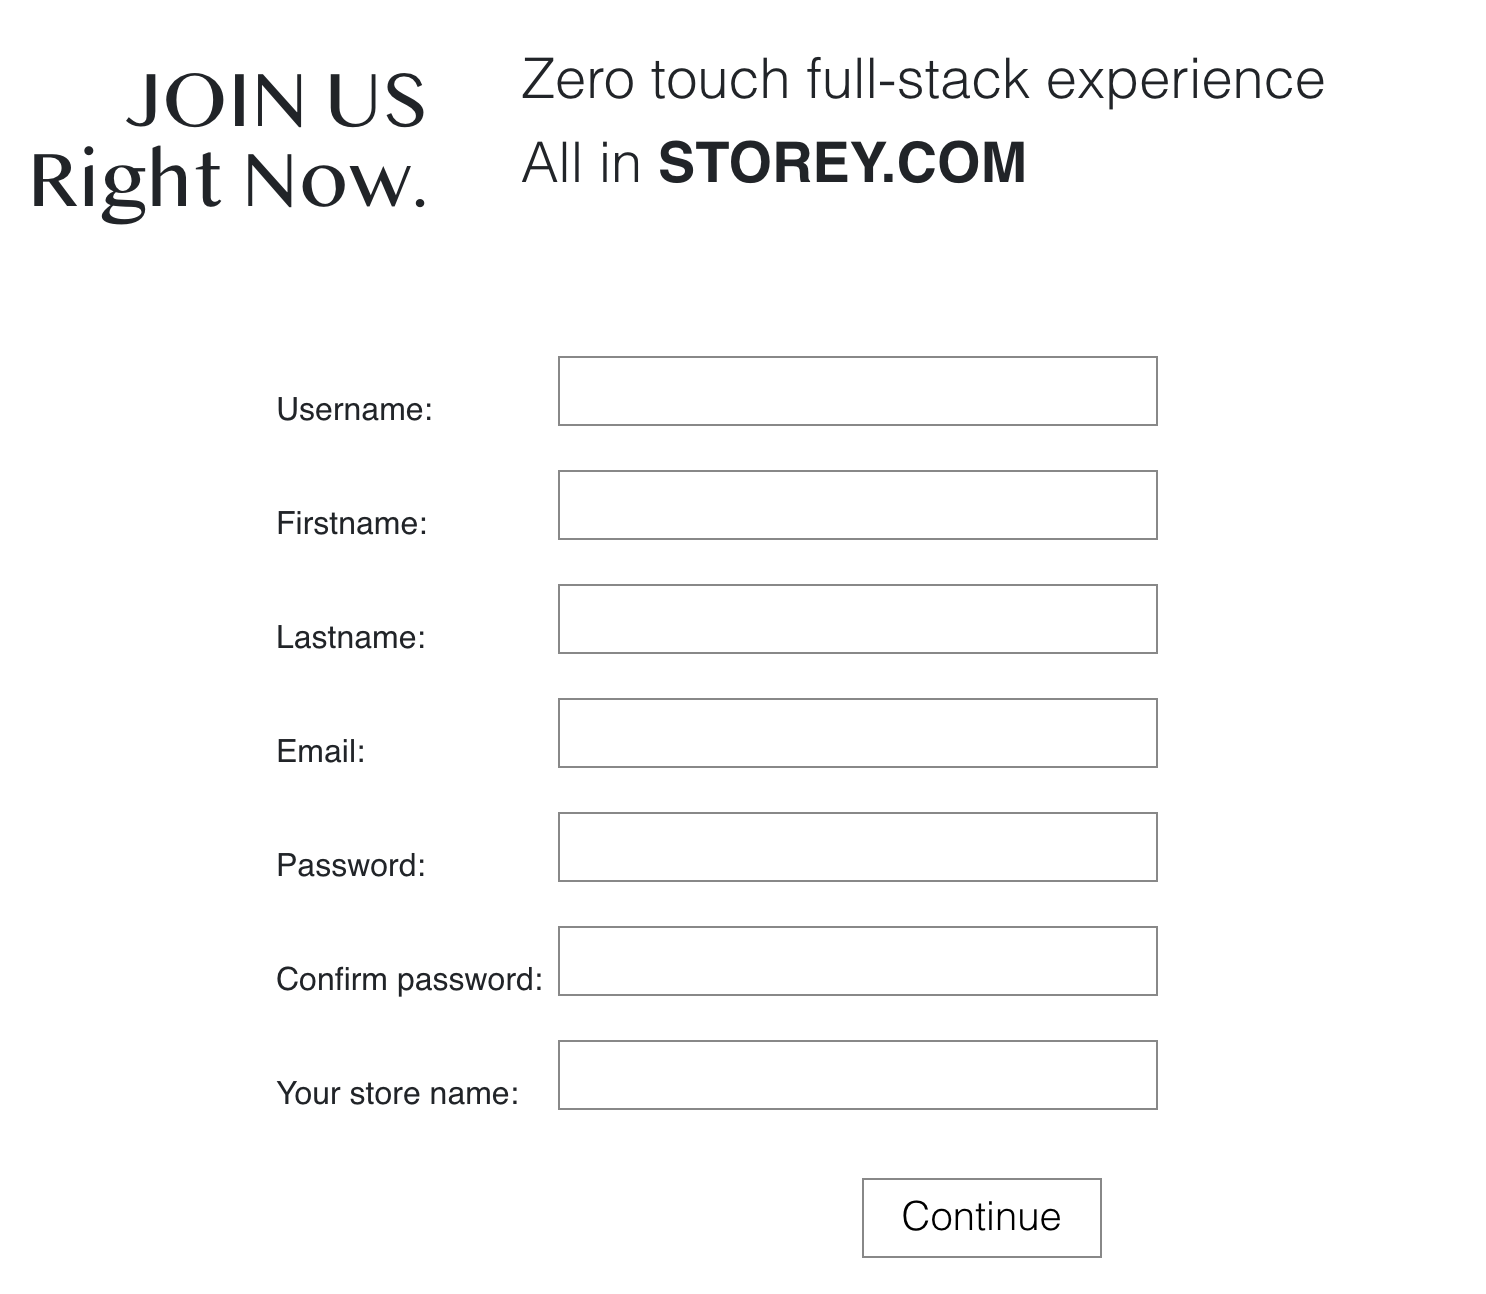 JOIN US
Right Now.
Zero touch full-stack experience
All in STOREY.COM
Username:
Firstname:
Lastname:
Email:
Password:
Confirm password:
Your store name:
Continue